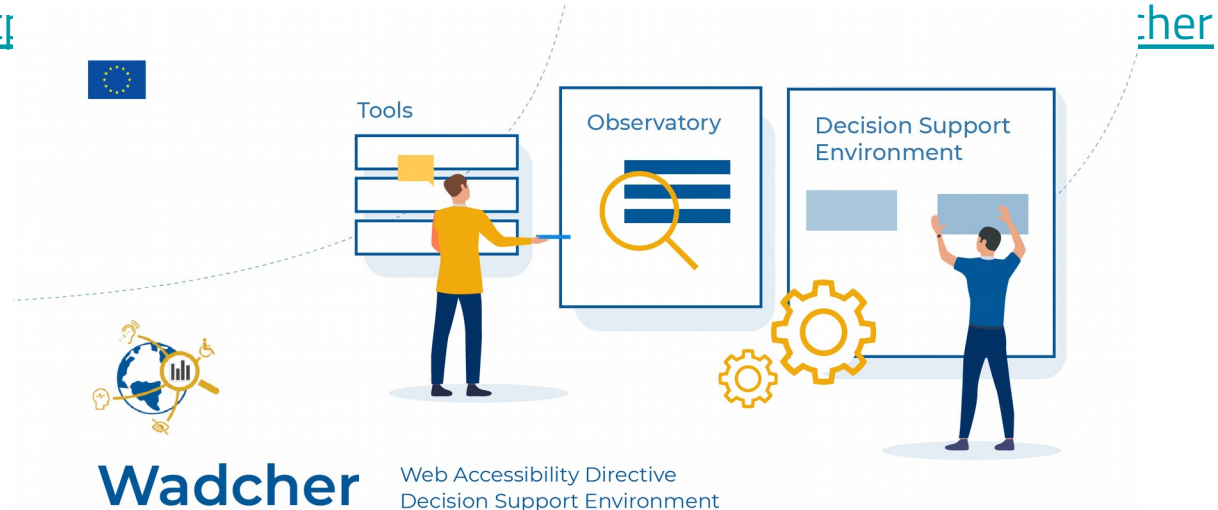 Tools
Observatory
Decision Support
Environment
Wadcher
Web Accessibility Directive
Decision Support Environment